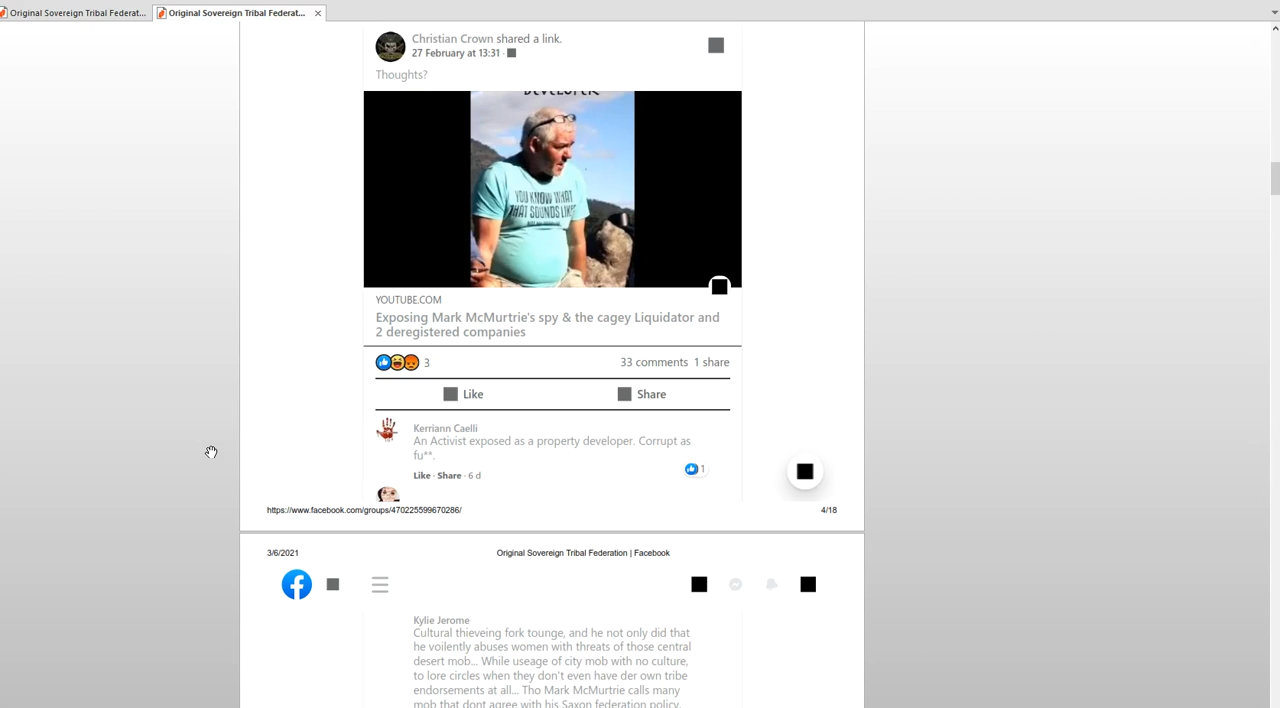 Original Sovereign Tribal Federat...
Original Sovereign Tribal Federat...
Christian Crown shared a link.
27 February at 13:31 ·
Thoughts?
DEVELOPER
YOU KNOW WHAT
THAT SOUNDS LIKE?
YOUTUBE.COM
Exposing Mark McMurtrie's spy & the cagey Liquidator and
2 deregistered companies
3
33 comments 1 share
Like
Share
Kerriann Caelli
An Activist exposed as a property developer. Corrupt as
fu**.
Like · Share · 6 d
1
https://www.facebook.com/groups/470225599670286/
4/18
3/6/2021
Original Sovereign Tribal Federation | Facebook
Kylie Jerome
Cultural thieveing fork tounge, and he not only did that
he voilently abuses women with threats of those central
desert mob... While useage of city mob with no culture,
to lore circles when they don't even have der own tribe
endorsements at all... Tho Mark McMurtrie calls many
mob that dont agree with his Saxon federation policy,